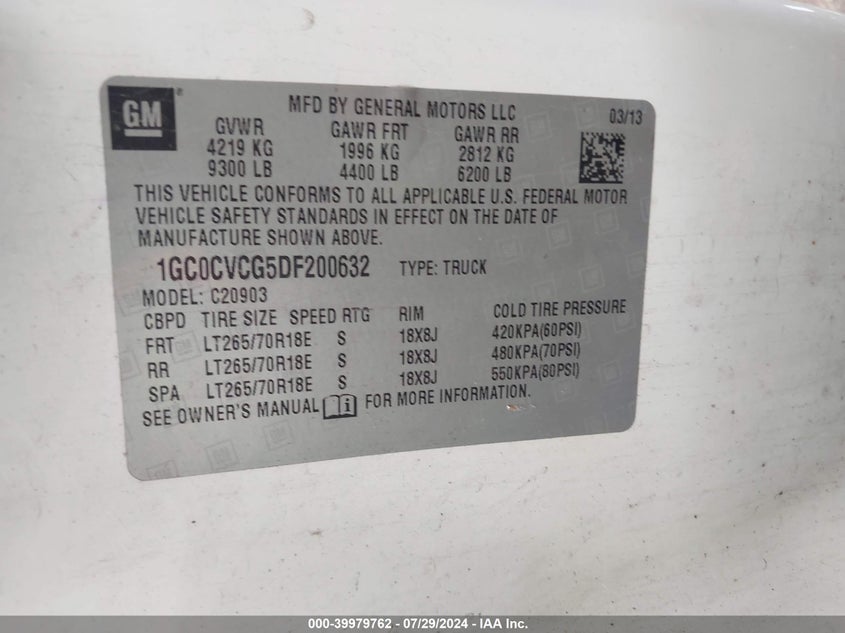 GM
MFD BY GENERAL MOTORS LLC 03/13
GVWR GAWR FRT GAWR RR
4219 KG 1996 KG 2812 KG
9300 LB 4400 LB 6200 LB
THIS VEHICLE CONFORMS TO ALL APPLICABLE U.S. FEDERAL MOTOR
VEHICLE SAFETY STANDARDS IN EFFECT ON THE DATE OF
MANUFACTURE SHOWN ABOVE.
1GC0CVCG5DF200632 TYPE: TRUCK
MODEL: C20903
CBPD TIRE SIZE SPEED RTG RIM COLD TIRE PRESSURE
FRT LT265/70R18E S 18X8J 420KPA(60PSI)
RR LT265/70R18E S 18X8J 480KPA(70PSI)
SPA LT265/70R18E S 18X8J 550KPA(80PSI)
SEE OWNER'S MANUAL FOR MORE INFORMATION.
000-39979762 / 07/29/2024 - IAA Inc.